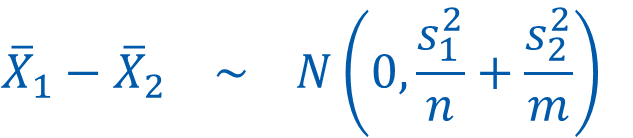 X̄₁ − X̄₂ ~ N(0, s₁²/n + s₂²/m)